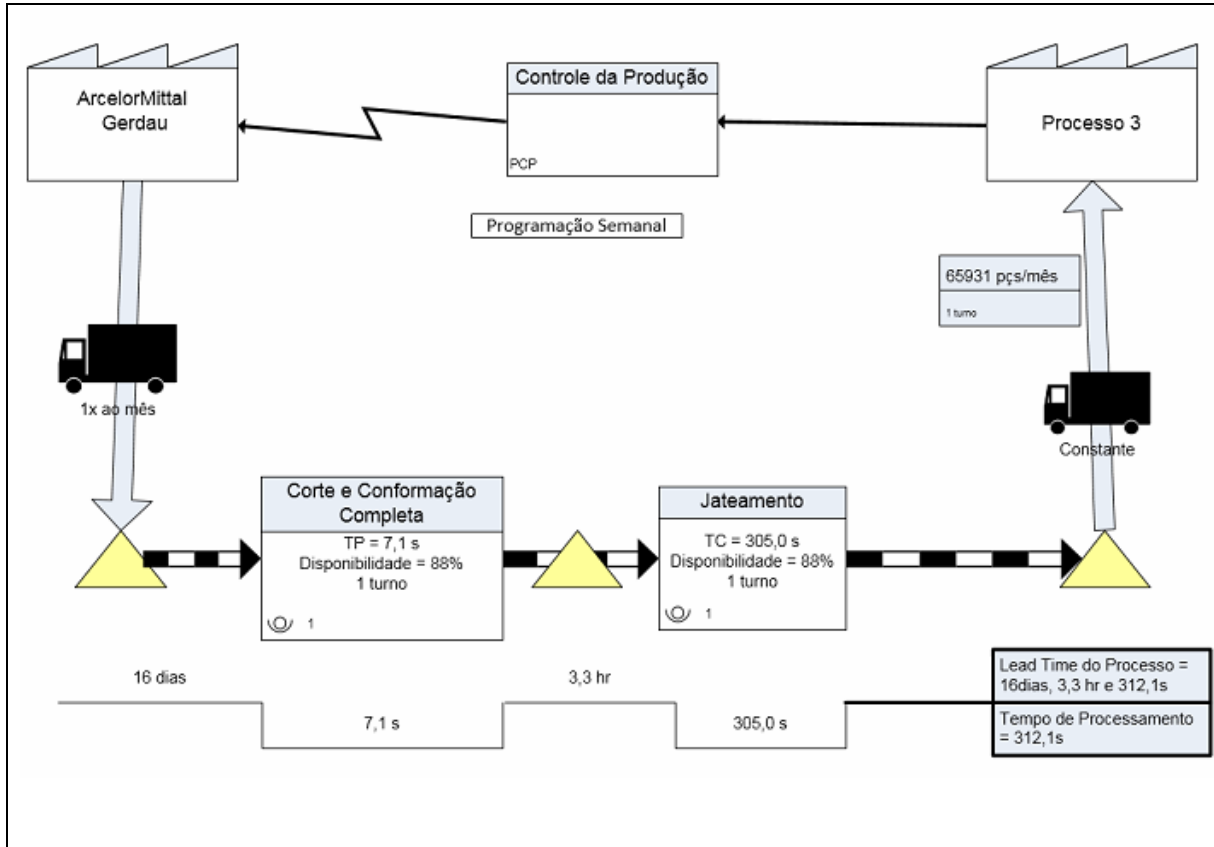 ArcelorMittal
Gerdau
Controle da Produção
PCP
Processo 3
Programação Semanal
65931 pçs/mês
1 turno
1x ao mês
Constante
Corte e Conformação
Completa
TP = 7,1 s
Disponibilidade = 88%
1 turno
1
Jateamento
TC = 305,0 s
Disponibilidade = 88%
1 turno
1
16 dias
7,1 s
3,3 hr
305,0 s
Lead Time do Processo =
16dias, 3,3 hr e 312,1s
Tempo de Processamento
= 312,1s